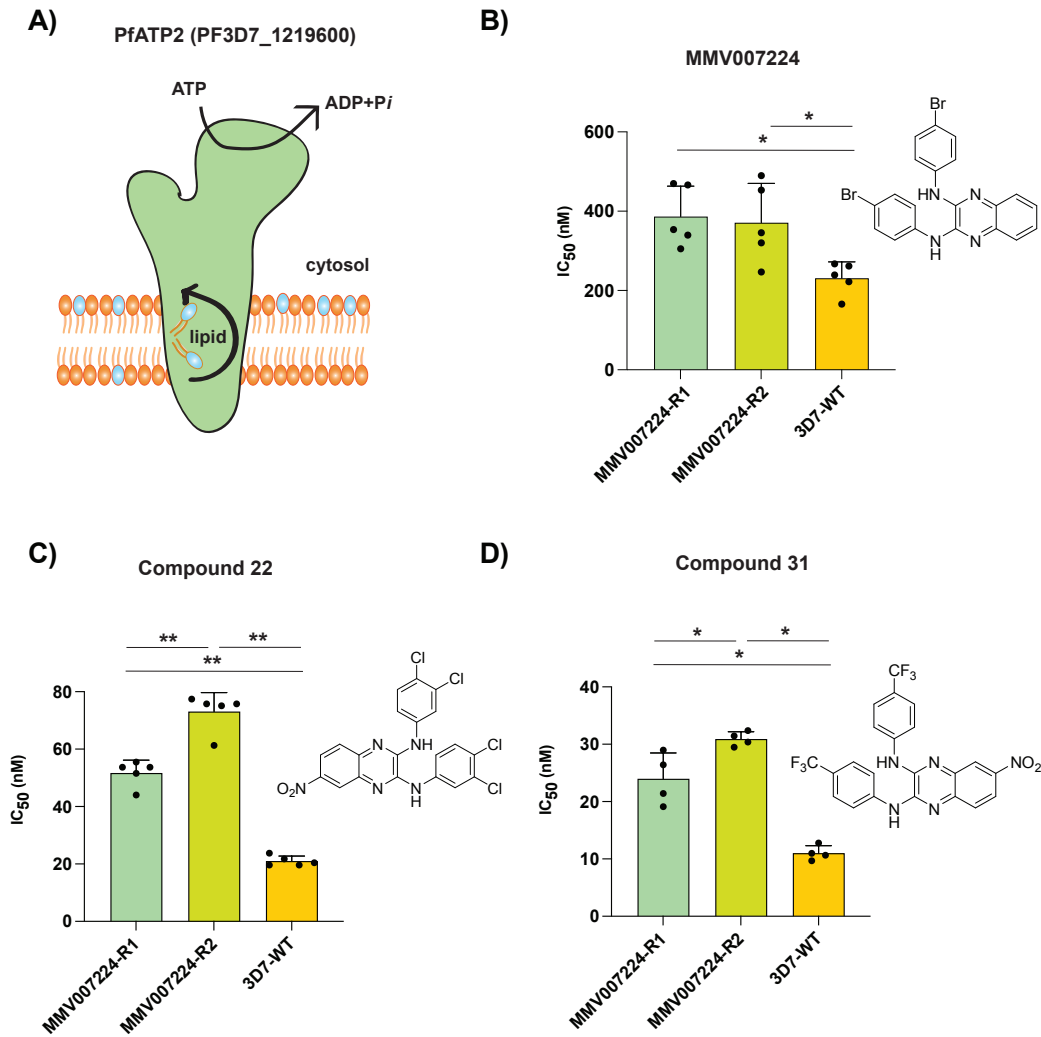 A)
PfATP2 (PF3D7_1219600)
ATP
ADP+Pi
cytosol
lipid
B)
MMV007224
* 
*
IC50 (nM)
600
400
200
0
MMV007224-R1
MMV007224-R2
3D7-WT
Br
Br
HN
N
N
N
H
C)
Compound 22
** **
**
IC50 (nM)
80
60
40
20
0
MMV007224-R1
MMV007224-R2
3D7-WT
Cl
Cl
N
NH
Cl
O2N
N
N
H
Cl
D)
Compound 31
* *
*
IC50 (nM)
40
30
20
10
0
MMV007224-R1
MMV007224-R2
3D7-WT
CF3
F3C
HN
N
NO2
N
N
H